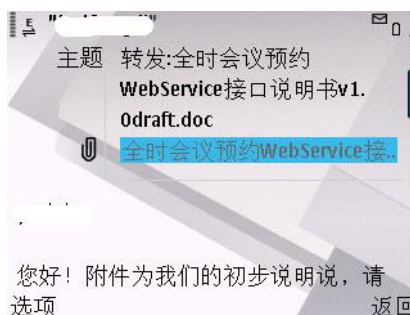 主题 转发:全时会议预约
WebService接口说明书v1.
0draft.doc
全时会议预约WebService接..
您好！附件为我们的初步说明说，请
选项 返回